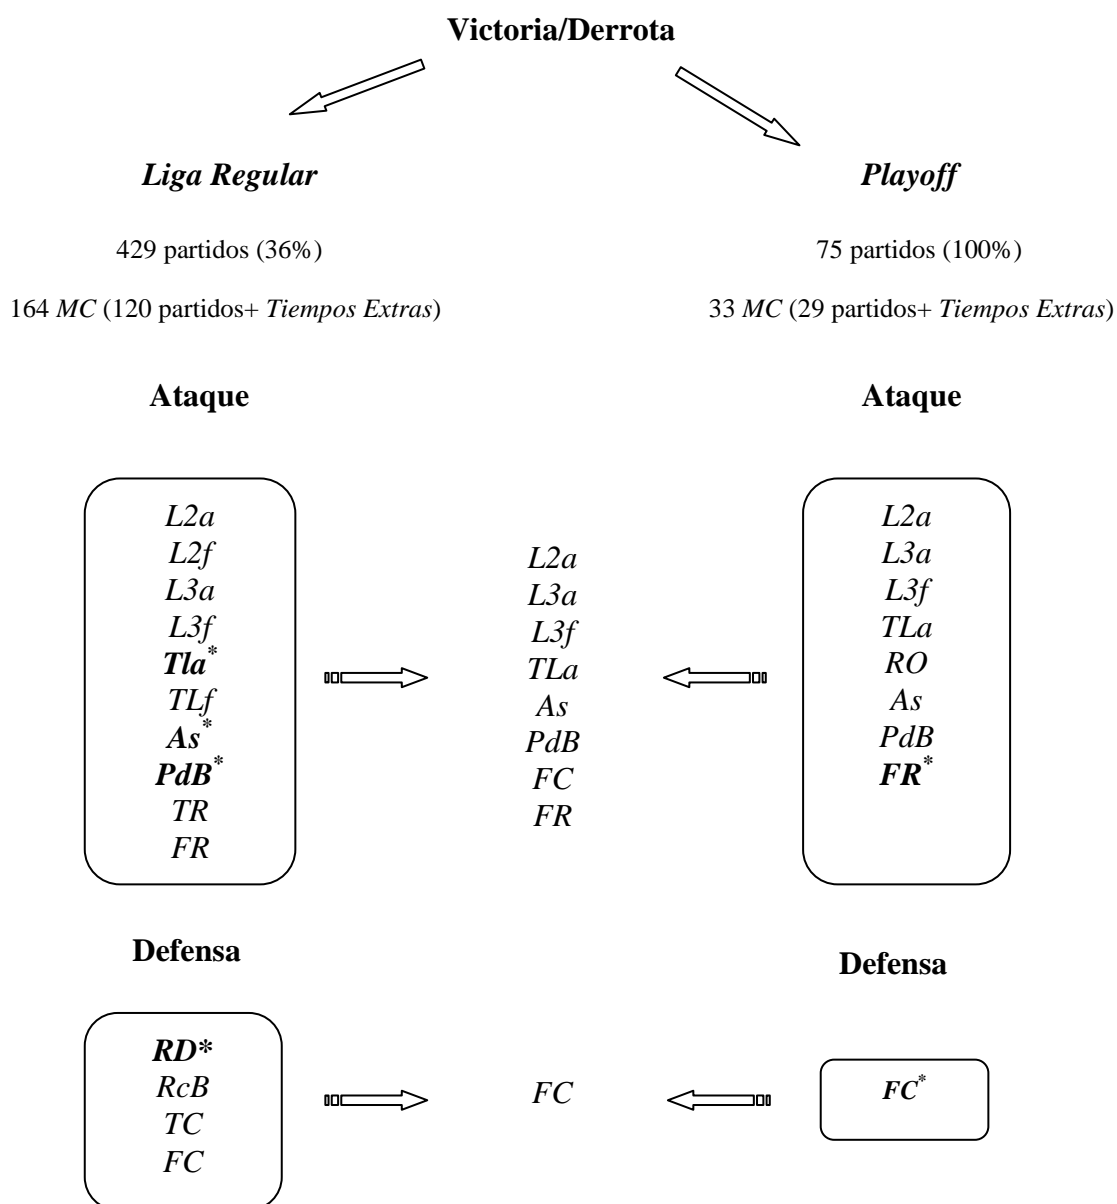 Victoria/Derrota
Liga Regular
429 partidos (36%)
164 MC (120 partidos+ Tiempos Extras)
Ataque
L2a
L2f
L3a
L3f
Tla*
TLf
As*
PdB*
TR
FR
L2a
L3a
L3f
TLa
As
PdB
FC
FR
Playoff
75 partidos (100%)
33 MC (29 partidos+ Tiempos Extras)
Ataque
L2a
L3a
L3f
TLa
RO
As
PdB
FR*
Defensa
RD*
RcB
TC
FC
FC
Defensa
FC*